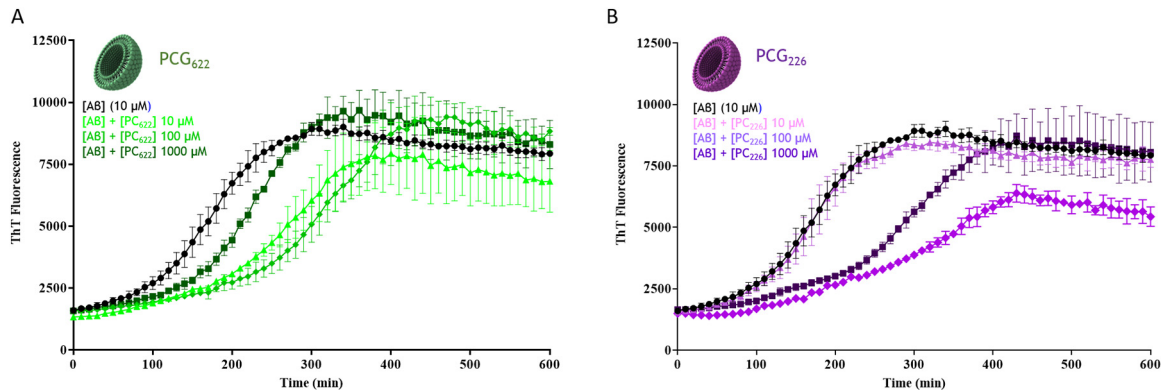 A
PCG622
[AB] (10 µM)
[AB] + [PC622] 10 µM
[AB] + [PC622] 100 µM
[AB] + [PC622] 1000 µM
12500
10000
7500
5000
2500
0
ThT Fluorescence
0 100 200 300 400 500 600
Time (min)
B
PCG226
[AB] (10 µM)
[AB] + [PC226] 10 µM
[AB] + [PC226] 100 µM
[AB] + [PC226] 1000 µM
12500
10000
7500
5000
2500
0
ThT Fluorescence
0 100 200 300 400 500 600
Time (min)